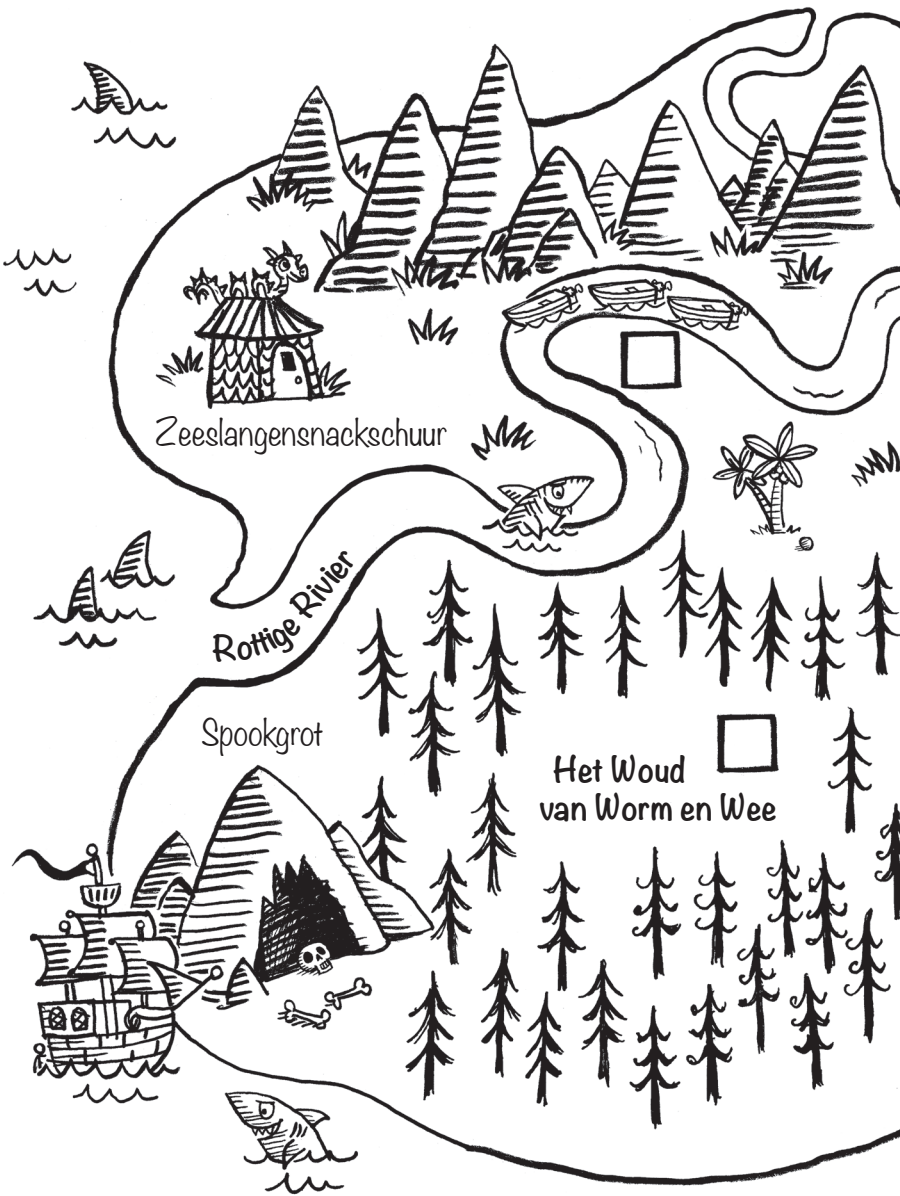 Zeeslangensnackschuur
Rottige Rivier
Spookgrot
Het Woud
van Worm en Wee